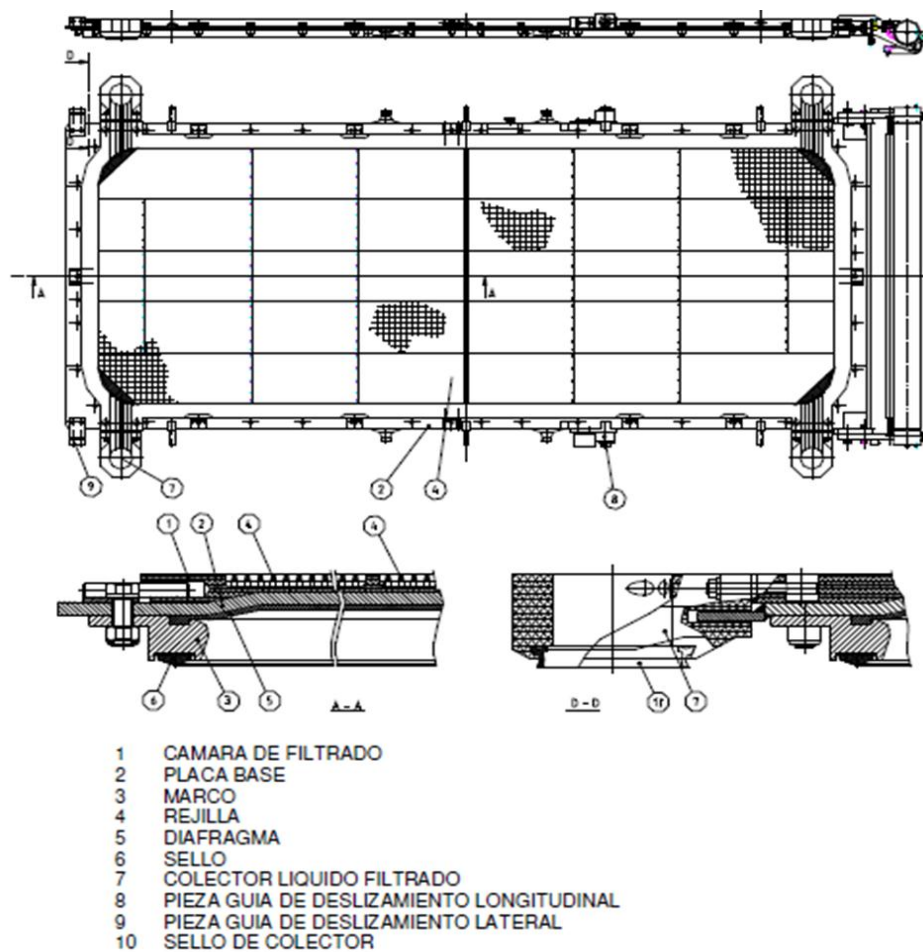 D
A
A
9
7
2
4
8
1
2
4
4
6
3
5
A-A
D-D
10
7
1 CAMARA DE FILTRADO
2 PLACA BASE
3 MARCO
4 REJILLA
5 DIAFRAGMA
6 SELLO
7 COLECTOR LIQUIDO FILTRADO
8 PIEZA GUIA DE DESLIZAMIENTO LONGITUDINAL
9 PIEZA GUIA DE DESLIZAMIENTO LATERAL
10 SELLO DE COLECTOR